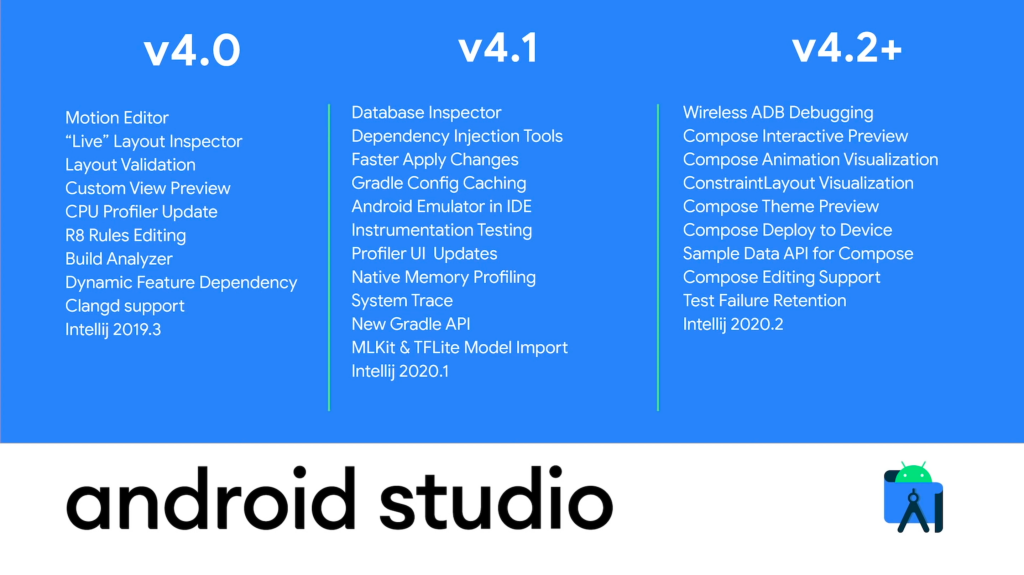 v4.0
Motion Editor
“Live” Layout Inspector
Layout Validation
Custom View Preview
CPU Profiler Update
R8 Rules Editing
Build Analyzer
Dynamic Feature Dependency
Clangd support
Intellij 2019.3
v4.1
Database Inspector
Dependency Injection Tools
Faster Apply Changes
Gradle Config Caching
Android Emulator in IDE
Instrumentation Testing
Profiler UI  Updates
Native Memory Profiling
System Trace
New Gradle API
MLKit & TFLite Model Import
Intellij 2020.1
v4.2+
Wireless ADB Debugging
Compose Interactive Preview
Compose Animation Visualization
ConstraintLayout Visualization
Compose Theme Preview
Compose Deploy to Device
Sample Data API for Compose
Compose Editing Support
Test Failure Retention
Intellij 2020.2
android studio